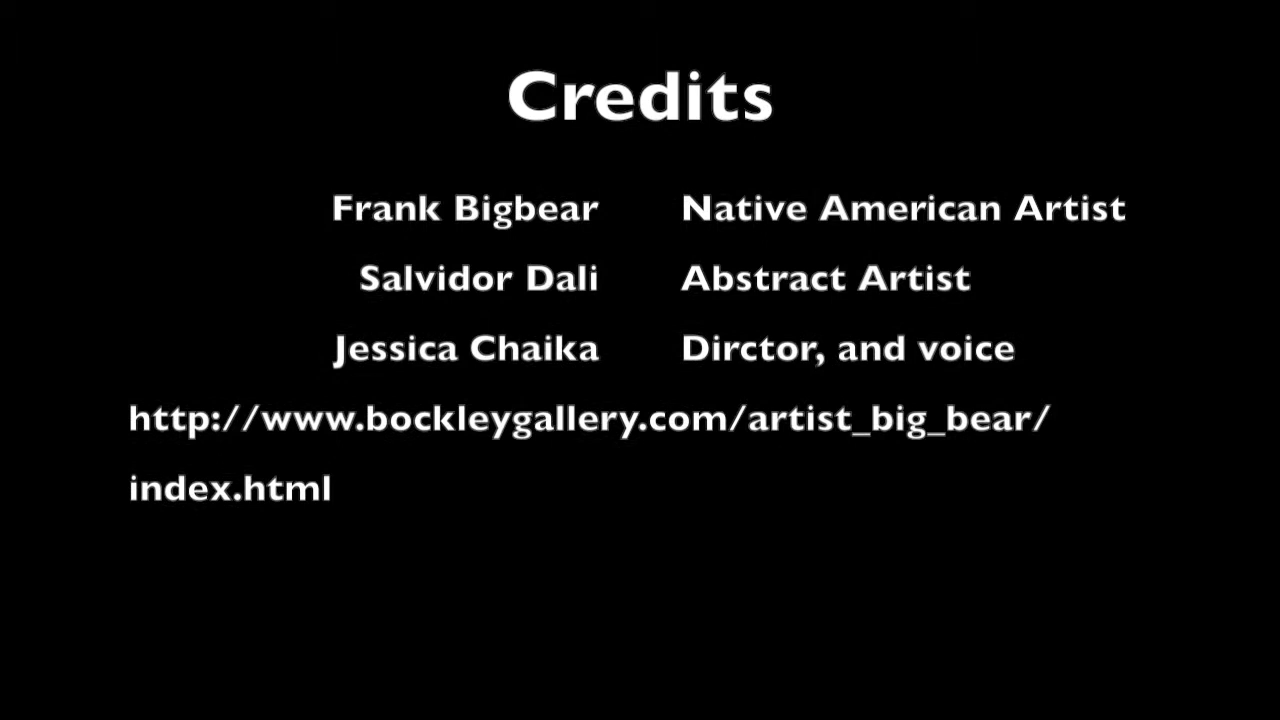 Credits
Frank Bigbear Native American Artist
Salvidor Dali Abstract Artist
Jessica Chaika Dirctor, and voice
http://www.bockleygallery.com/artist_big_bear/
index.html